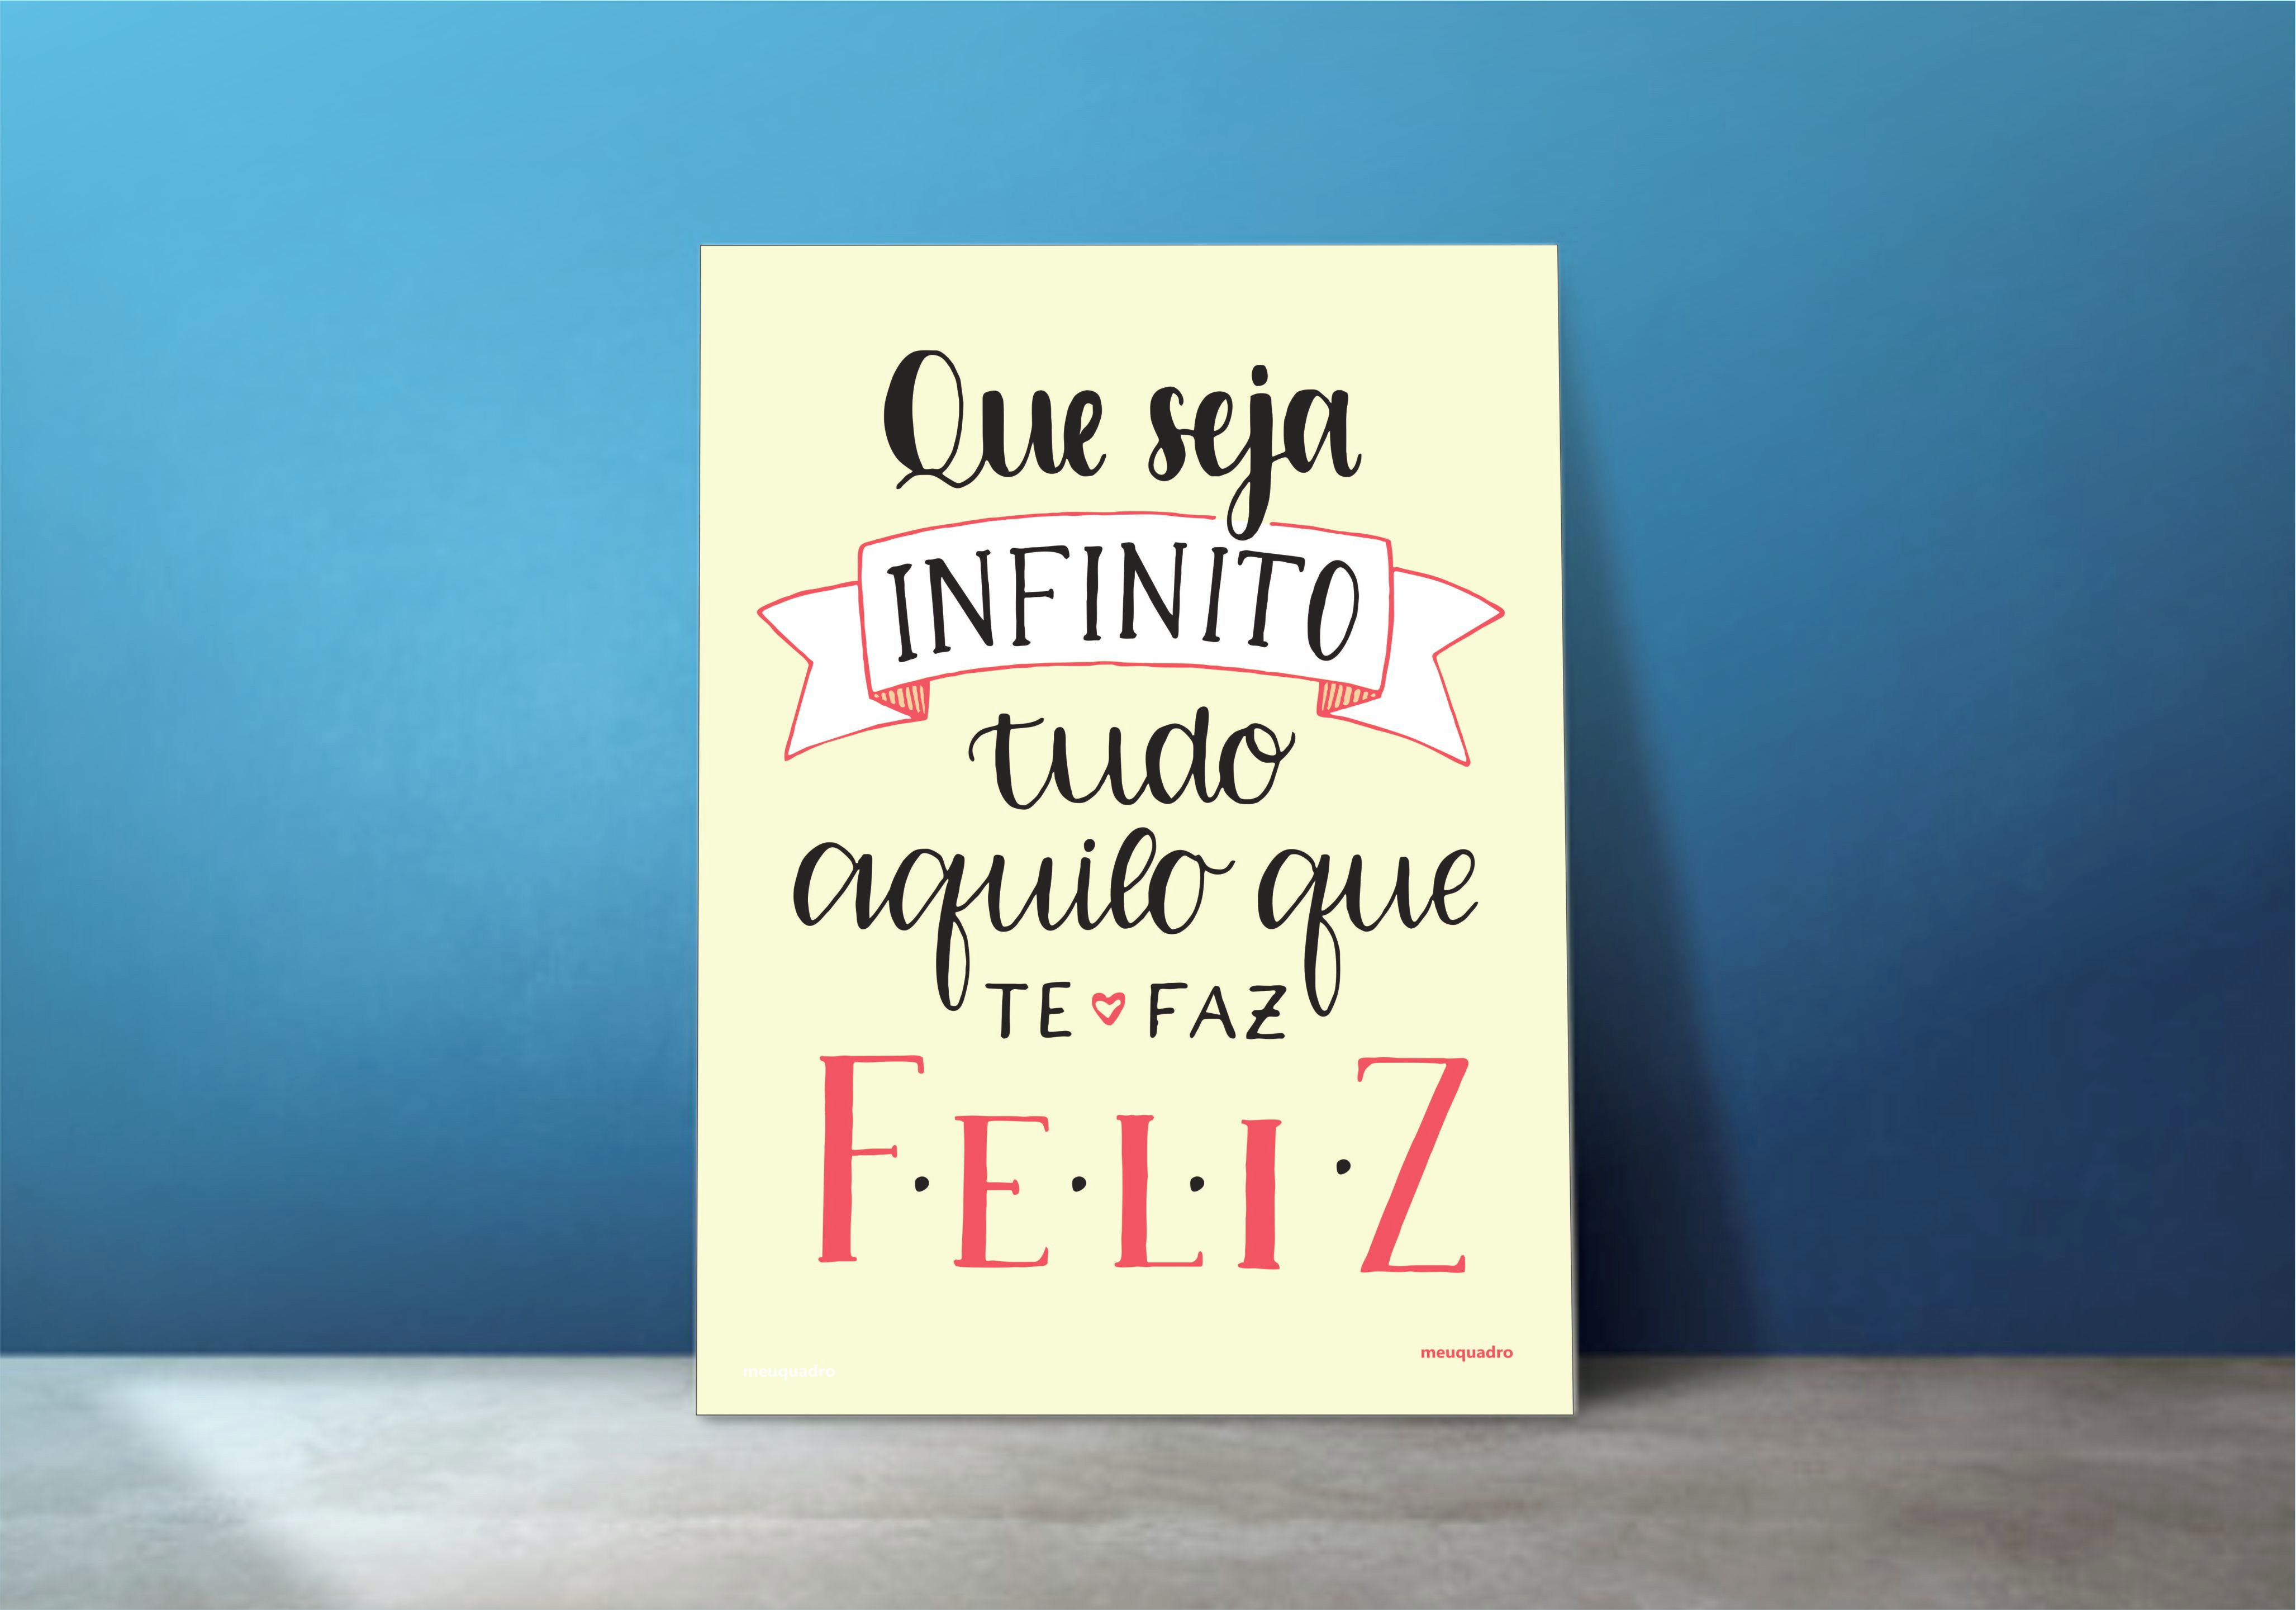 Que seja
INFINITO
tudo
aquilo que
TE FAZ
F·E·L·I·Z
meuquadro
meuquadro